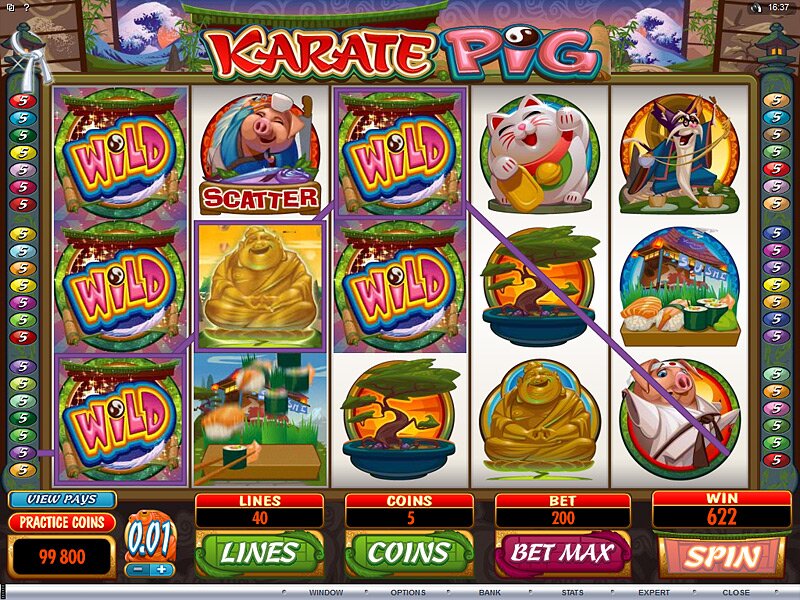 ?
16:37
KARATE PIG
5 5
5 5
5 5
5 5
5 5
5 5
5 5
WILD WILD
SCATTER
5 5
5 5
5 5
5 5
5 5
5 5
5 5
WILD WILD
SUSHI
5 5
5 5
5 5
5 5
5 5
5 5
WILD
VIEW PAYS
PRACTICE COINS
99 800
0.01
- +
LINES
40
LINES
COINS
5
COINS
BET
200
BET MAX
WIN
622
SPIN
WINDOW OPTIONS BANK STATS EXPERT CLOSE